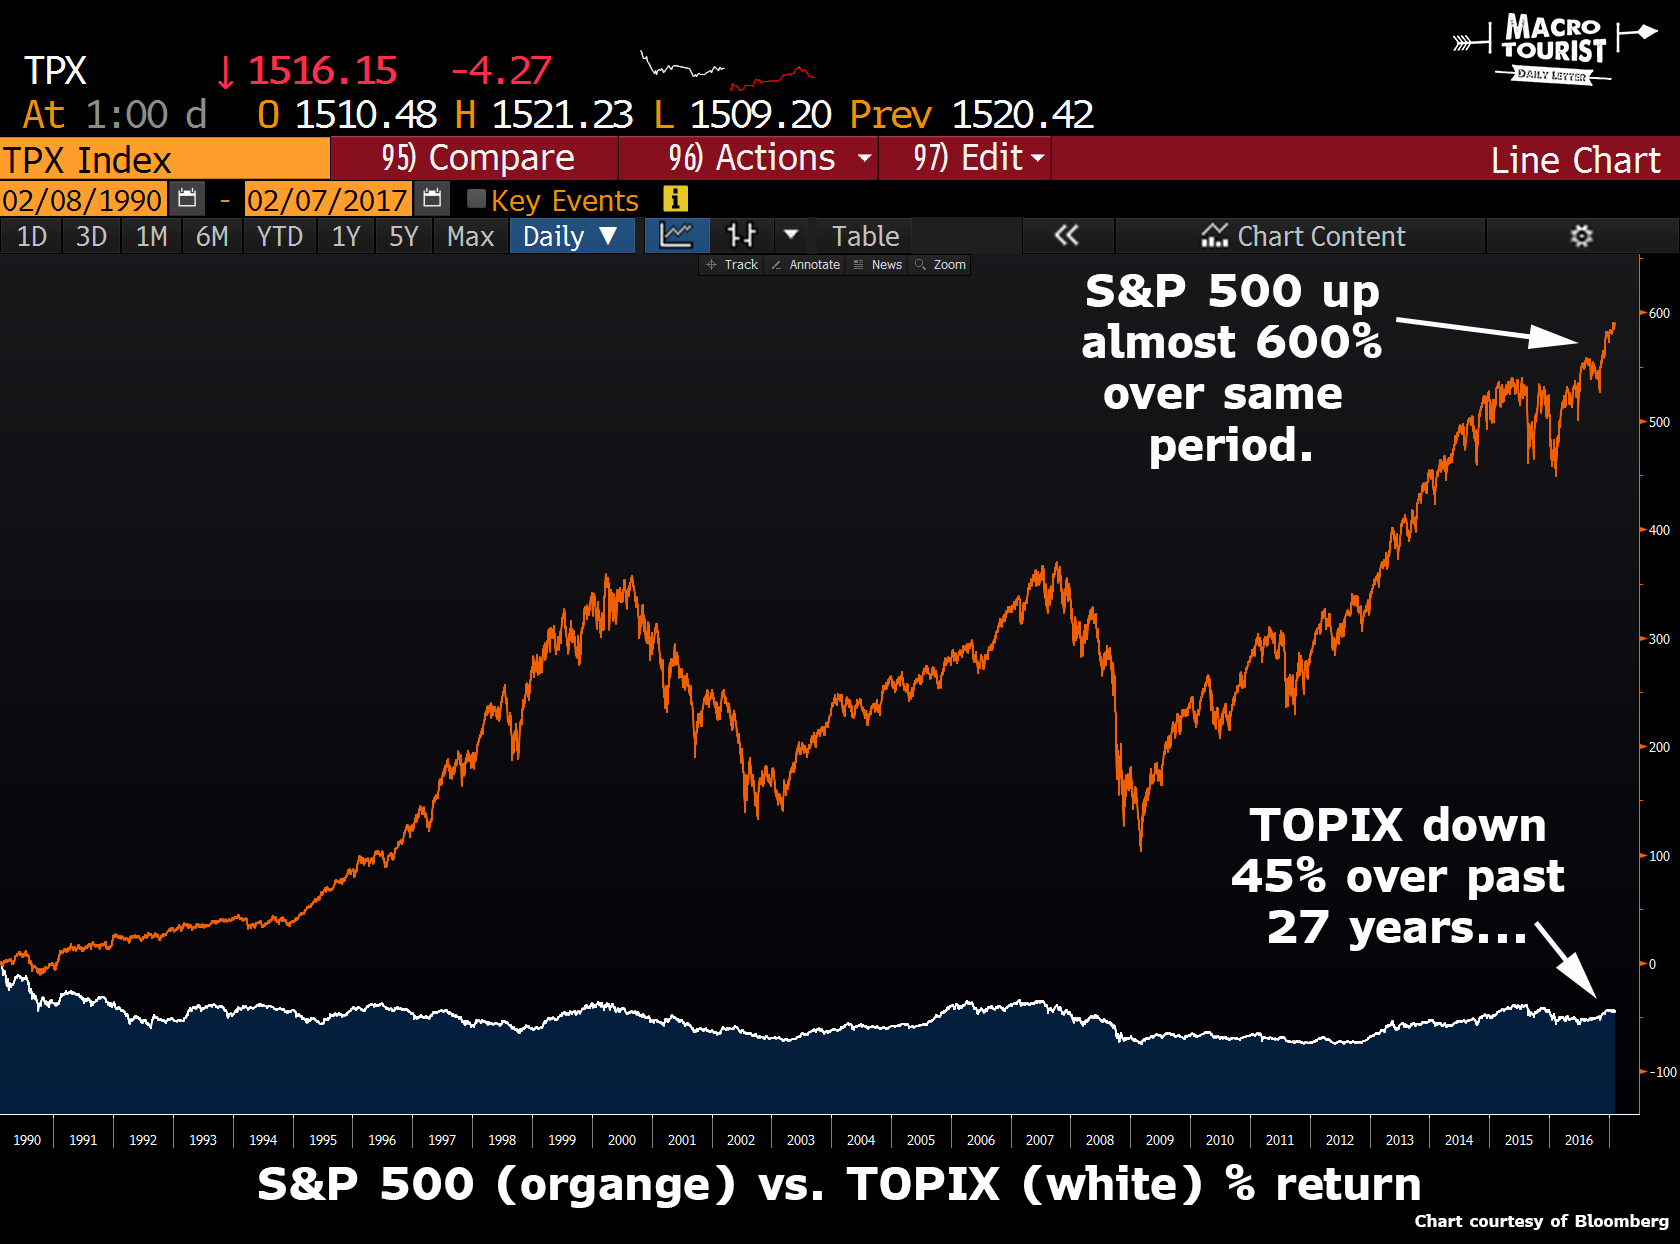 MACRO
TOURIST
DAILY LETTER
TPX ↓ 1516.15 -4.27
At 1:00 d O 1510.48 H 1521.23 L 1509.20 Prev 1520.42
TPX Index 95) Compare 96) Actions 97) Edit Line Chart
02/08/1990 - 02/07/2017 Key Events i
1D 3D 1M 6M YTD 1Y 5Y Max Daily ▼ Table « Chart Content
Track Annotate News Zoom
S&P 500 up
almost 600%
over same
period.
600
500
400
300
200
TOPIX down
45% over past
27 years...
100
0
-100
1990 1991 1992 1993 1994 1995 1996 1997 1998 1999 2000 2001 2002 2003 2004 2005 2006 2007 2008 2009 2010 2011 2012 2013 2014 2015 2016
S&P 500 (organge) vs. TOPIX (white) % return
Chart courtesy of Bloomberg